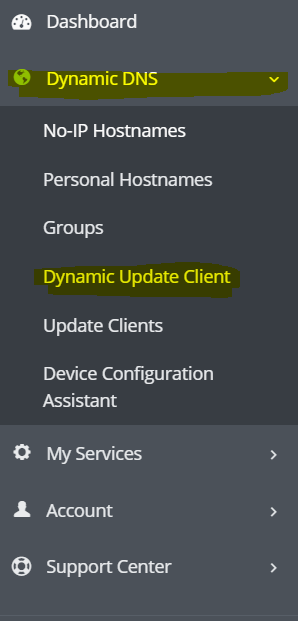 Dashboard
Dynamic DNS
No-IP Hostnames
Personal Hostnames
Groups
Dynamic Update Client
Update Clients
Device Configuration
Assistant
My Services
Account
Support Center